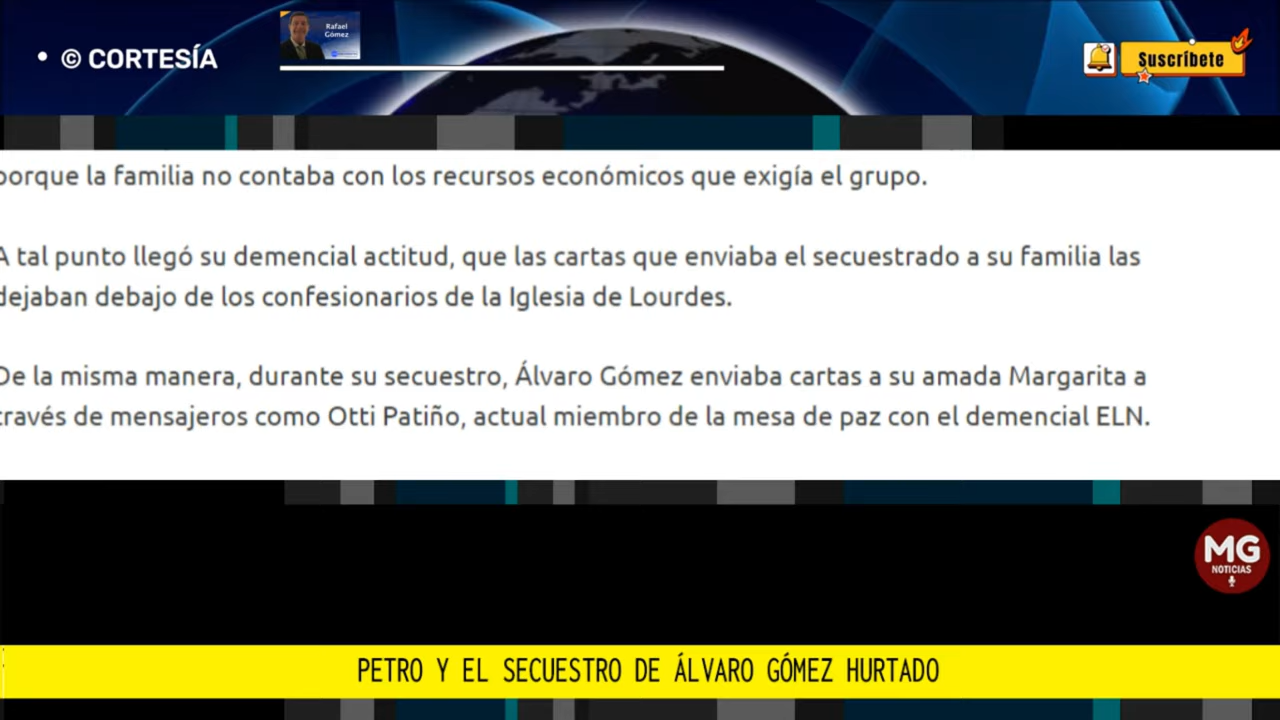 • © CORTESÍA
Rafael
Gómez
Suscríbete
porque la familia no contaba con los recursos económicos que exigía el grupo.
A tal punto llegó su demencial actitud, que las cartas que enviaba el secuestrado a su familia las
dejaban debajo de los confesionarios de la Iglesia de Lourdes.
De la misma manera, durante su secuestro, Álvaro Gómez enviaba cartas a su amada Margarita a
través de mensajeros como Otti Patiño, actual miembro de la mesa de paz con el demencial ELN.
MG
NOTICIAS
PETRO Y EL SECUESTRO DE ÁLVARO GÓMEZ HURTADO